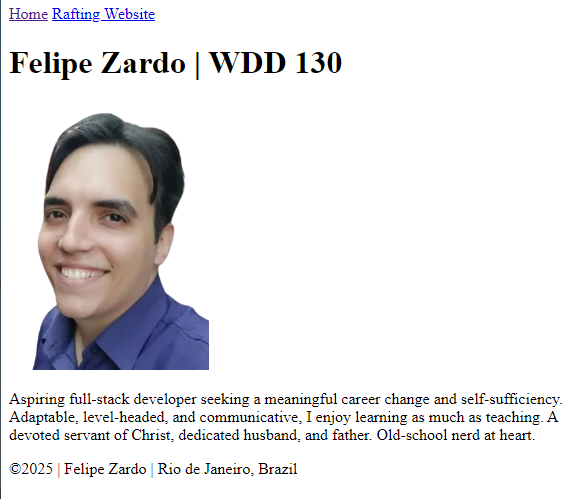 Home Rafting Website
Felipe Zardo | WDD 130
Aspiring full-stack developer seeking a meaningful career change and self-sufficiency.
Adaptable, level-headed, and communicative, I enjoy learning as much as teaching. A
devoted servant of Christ, dedicated husband, and father. Old-school nerd at heart.
©2025 | Felipe Zardo | Rio de Janeiro, Brazil